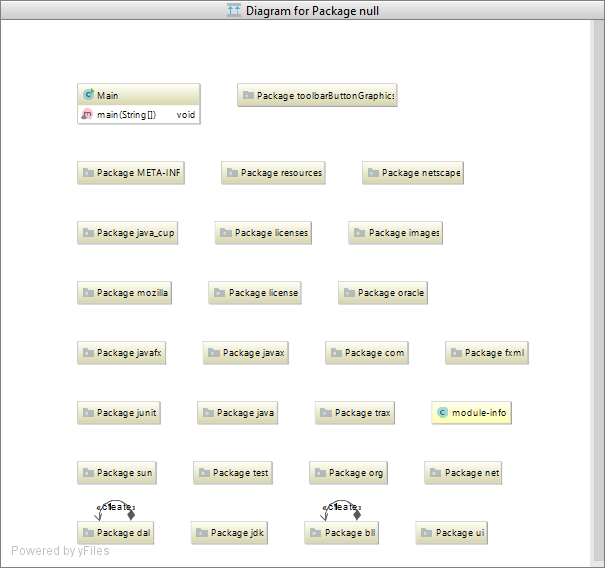 Diagram for Package null
Main
main(String[]) void
Package toolbarButtonGraphics
Package META-INF
Package resources
Package netscape
Package java_cup
Package licenses
Package images
Package mozilla
Package license
Package oracle
Package javafx
Package javax
Package com
Package fxml
Package junit
Package java
Package trax
module-info
Package sun
Package test
Package org
Package net
«create»
«create»
Package dal
Package jdk
Package bll
Package ui
Powered by yFiles